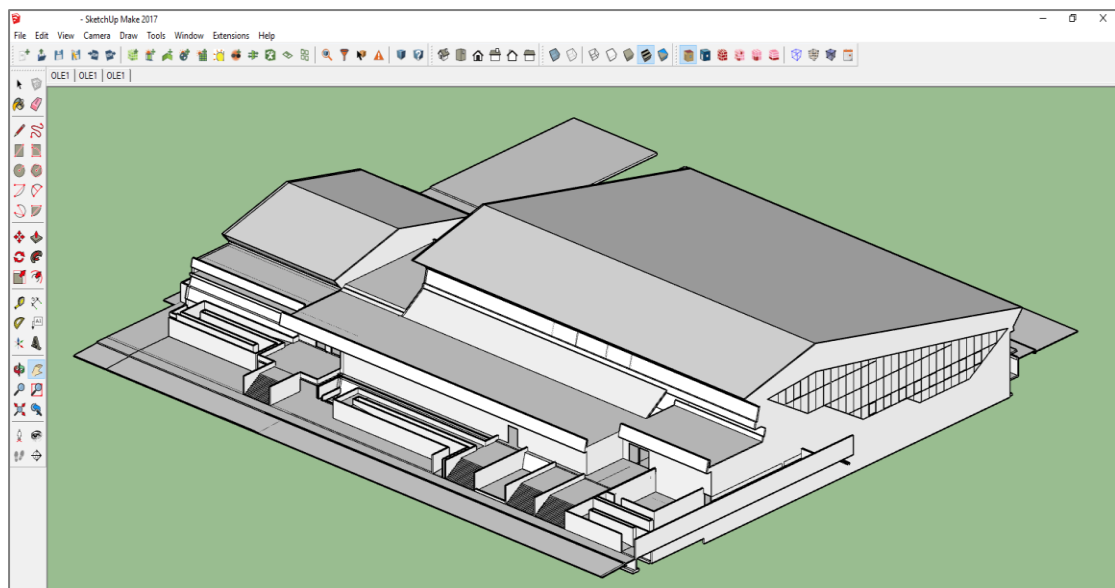 - SketchUp Make 2017
File Edit View Camera Draw Tools Window Extensions Help
OLE1 OLE1 OLE1